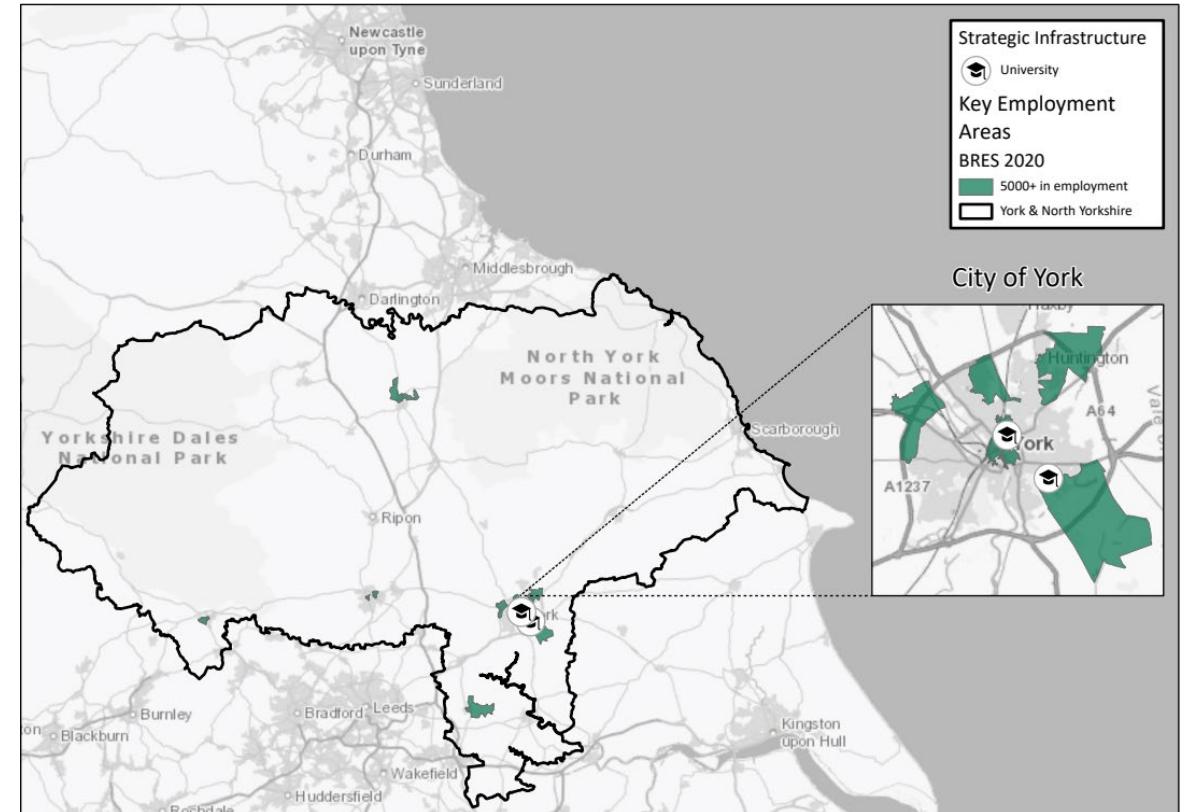 Newcastle
upon Tyne
Sunderland
Durham
Middlesbrough
Darlington
North York
Moors National
Park
Yorkshire Dales
National Park
Scarborough
Ripon
Burnley
Blackburn
Bradford
Leeds
Wakefield
Huddersfield
Rochdale
Kingston
upon Hull
Strategic Infrastructure
University
Key Employment
Areas
BRES 2020
5000+ in employment
York & North Yorkshire
City of York
Huntington
A64
York
A1237